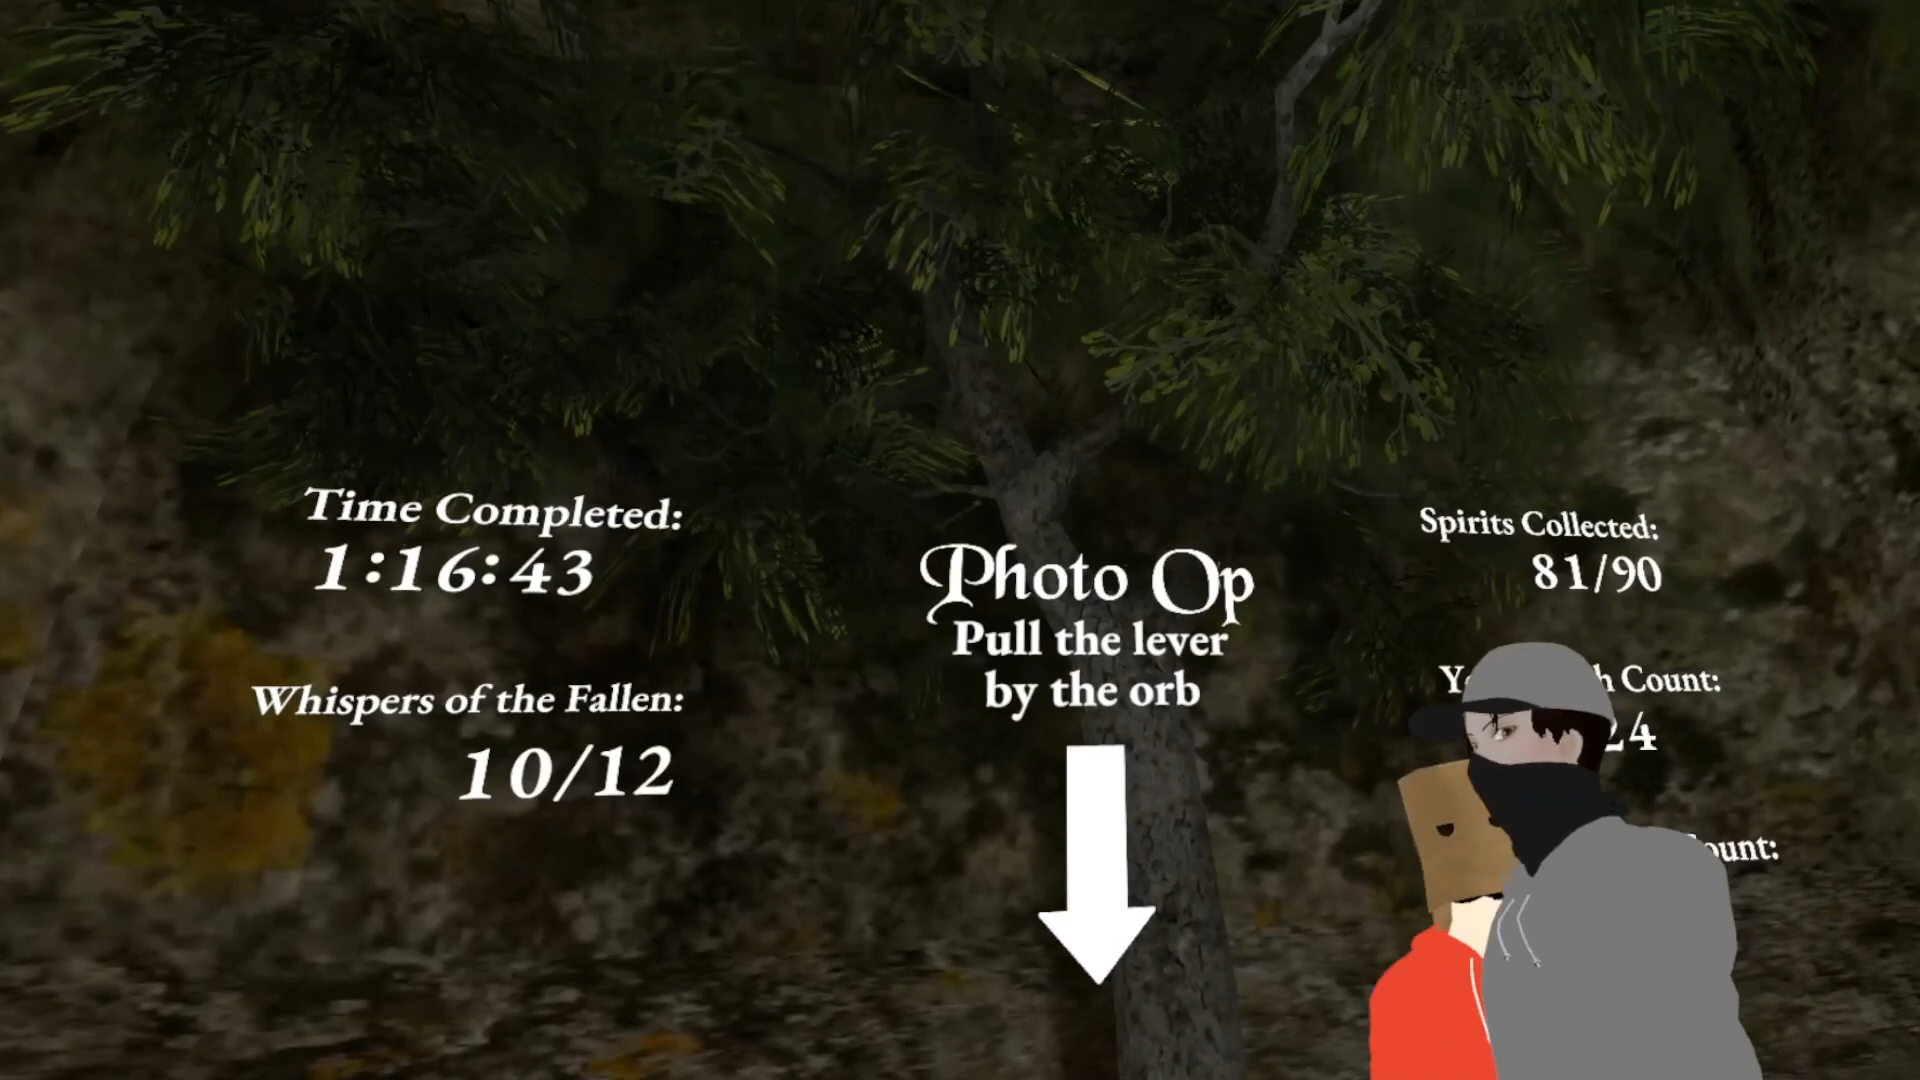 Time Completed:
1:16:43
Whispers of the Fallen:
10/12
Photo Op
Pull the lever
by the orb
Spirits Collected:
81/90
Count: